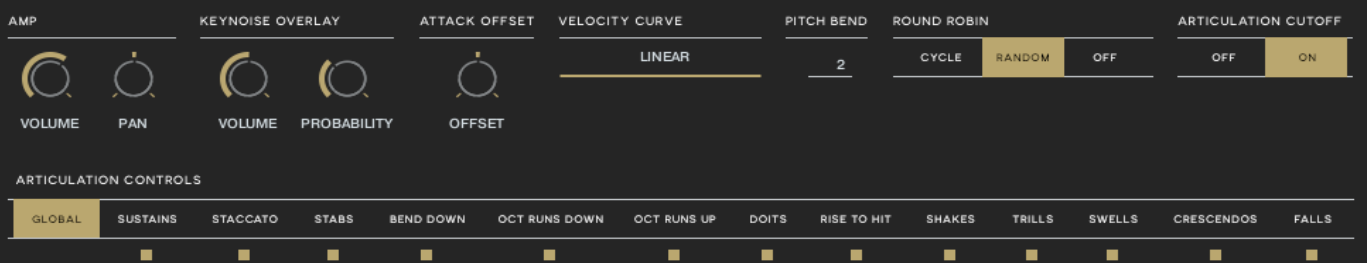 AMP KEYNOISE OVERLAY ATTACK OFFSET VELOCITY CURVE PITCH BEND ROUND ROBIN ARTICULATION CUTOFF
LINEAR 2 CYCLE RANDOM OFF OFF ON
VOLUME PAN VOLUME PROBABILITY OFFSET
ARTICULATION CONTROLS
GLOBAL SUSTAINS STACCATO STABS BEND DOWN OCT RUNS DOWN OCT RUNS UP DOITS RISE TO HIT SHAKES TRILLS SWELLS CRESCENDOS FALLS